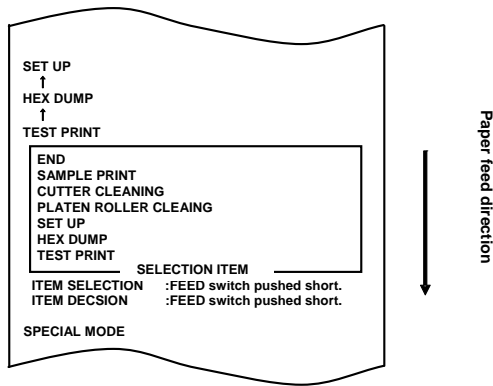 SET UP
↑
HEX DUMP
↑
TEST PRINT
END
SAMPLE PRINT
CUTTER CLEANING
PLATEN ROLLER CLEAING
SET UP
HEX DUMP
TEST PRINT
SELECTION ITEM
ITEM SELECTION :FEED switch pushed short.
ITEM DECSION :FEED switch pushed short.
SPECIAL MODE
Paper feed direction